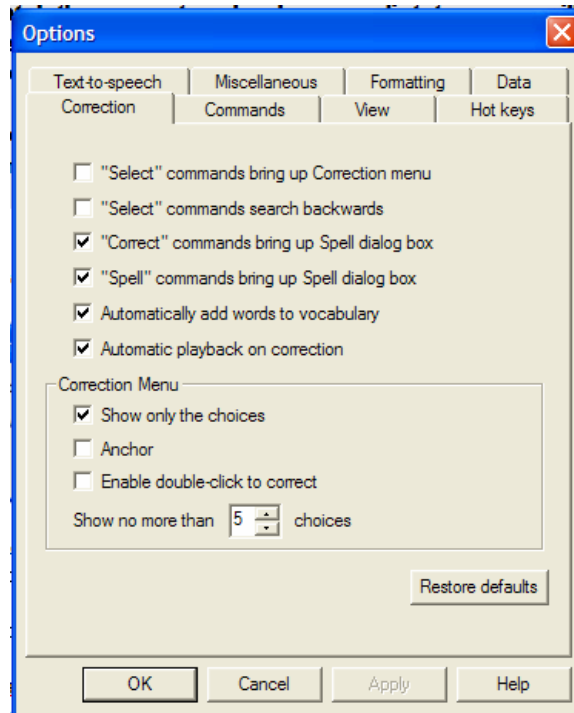 Options
Text-to-speech Miscellaneous Formatting Data
Correction Commands View Hot keys
"Select" commands bring up Correction menu
"Select" commands search backwards
"Correct" commands bring up Spell dialog box
"Spell" commands bring up Spell dialog box
Automatically add words to vocabulary
Automatic playback on correction
Correction Menu
Show only the choices
Anchor
Enable double-click to correct
Show no more than 5 choices
Restore defaults
OK Cancel Apply Help